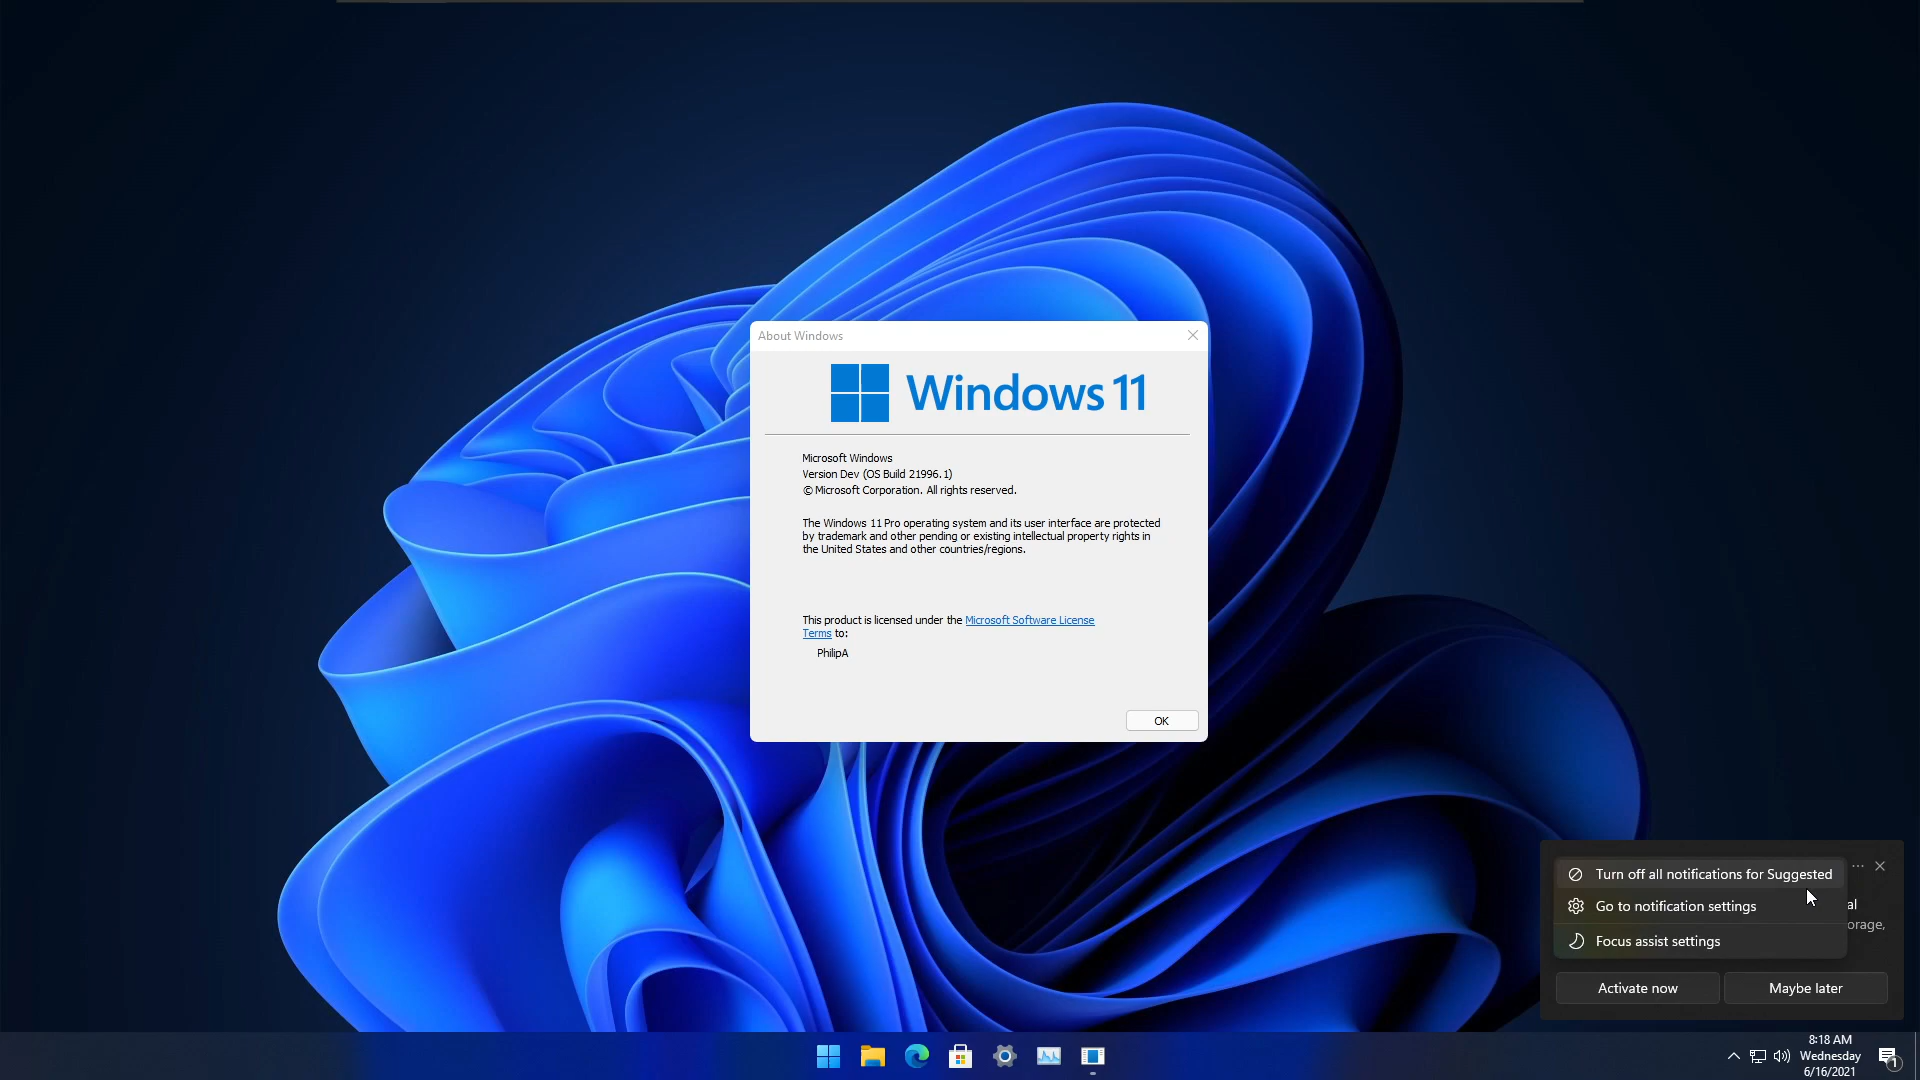 About Windows
Windows 11
Microsoft Windows
Version Dev (OS Build 21996.1)
© Microsoft Corporation. All rights reserved.
The Windows 11 Pro operating system and its user interface are protected
by trademark and other pending or existing intellectual property rights in
the United States and other countries/regions.
This product is licensed under the Microsoft Software License
Terms to:
PhilipA
OK
Turn off all notifications for Suggested
Go to notification settings
al
orage,
Focus assist settings
Activate now
Maybe later
8:18 AM
Wednesday
6/16/2021
1